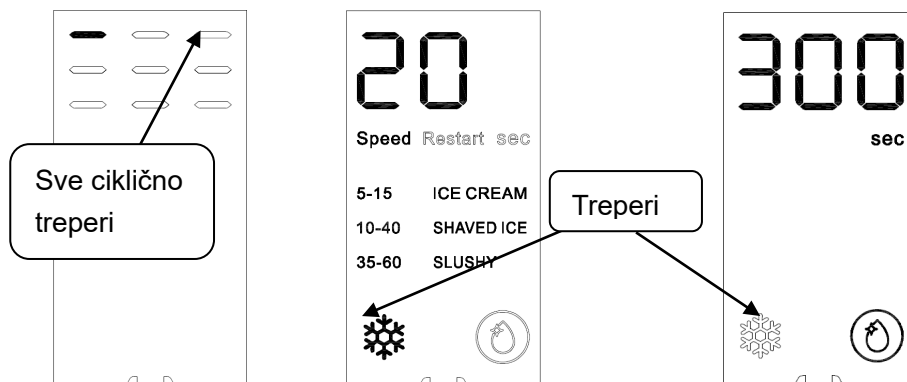 20
300
Speed Restart sec
sec
Sve ciklično
treperi
5-15 ICE CREAM
10-40 SHAVED ICE
35-60 SLUSHY
Treperi